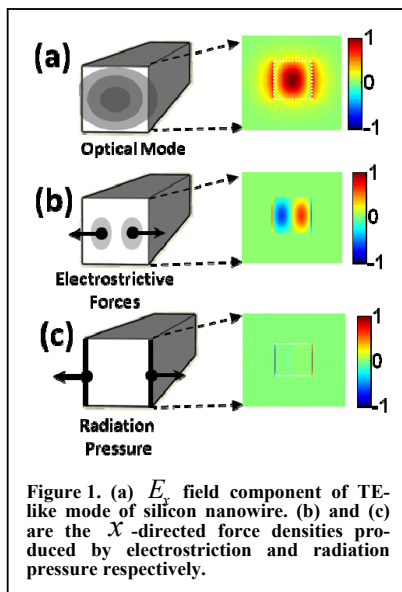 (a)
Optical Mode
1
0
-1
(b)
Electrostrictive
Forces
1
0
-1
(c)
Radiation
Pressure
1
0
-1
Figure 1. (a) E_x field component of TE-
like mode of silicon nanowire. (b) and (c)
are the x -directed force densities pro-
duced by electrostriction and radiation
pressure respectively.